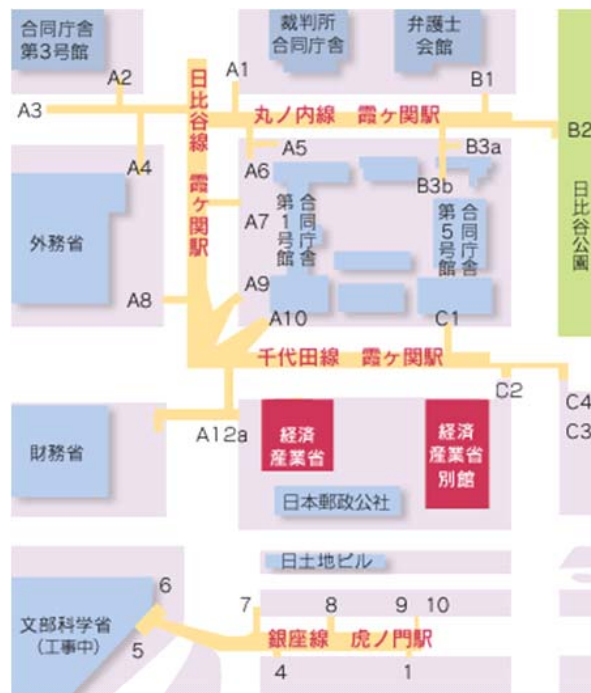 合同庁舎
第3号館
裁判所
合同庁舎
弁護士
会館
A1
A2
A3
B1
日比谷線 霞ヶ関駅
丸ノ内線 霞ヶ関駅
B2
A4
A5
A6
B3a
B3b
日比谷公園
外務省
A7
合同庁舎
第1号館
合同庁舎
第5号館
A8
A9
A10
C1
千代田線 霞ヶ関駅
C2
C4
C3
財務省
A12a
経済
産業省
経済
産業省
別館
日本郵政公社
日土地ビル
6
7
8
9
10
文部科学省
(工事中)
5
銀座線 虎ノ門駅
4
1